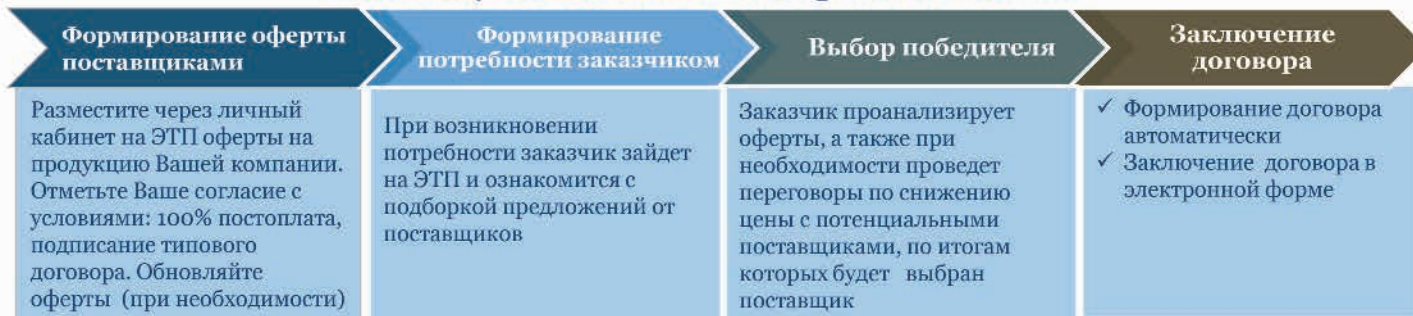 Формирование оферты
поставщиками
Разместите через личный
кабинет на ЭТП оферты на
продукцию Вашей компании.
Отметьте Ваше согласие с
условиями: 100% постоплата,
подписание типового
договора. Обновляйте
оферты (при необходимости)
Формирование
потребности заказчиком
При возникновении
потребности заказчик зайдет
на ЭТП и ознакомится с
подборкой предложений от
поставщиков
Выбор победителя
Заказчик проанализирует
оферты, а также при
необходимости проведет
переговоры по снижению
цены с потенциальными
поставщиками, по итогам
которых будет выбран
поставщик
Заключение
договора
✓ Формирование договора
автоматически
✓ Заключение договора в
электронной форме